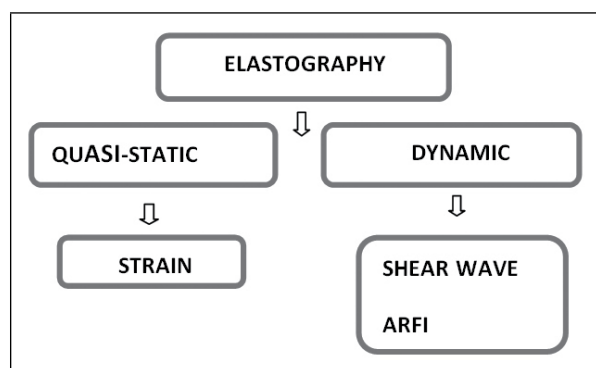 ELASTOGRAPHY
QUASI-STATIC
DYNAMIC
STRAIN
SHEAR WAVE
ARFI